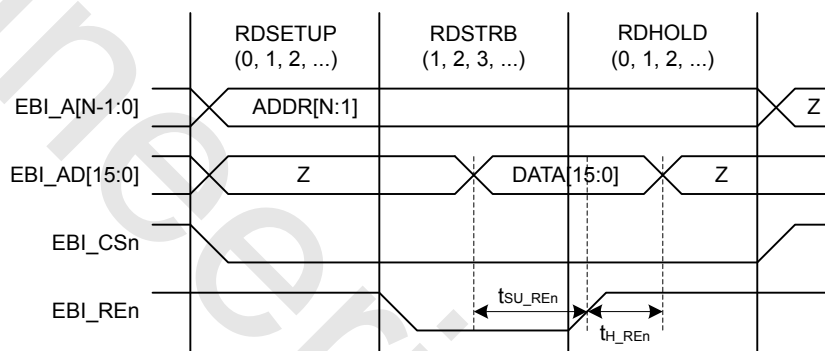 RDSETUP RDSTRB RDHOLD
(0, 1, 2, ...) (1, 2, 3, ...) (0, 1, 2, ...)
EBI_A[N-1:0] ADDR[N:1] Z
EBI_AD[15:0] Z DATA[15:0] Z
EBI_CSn
tSU_REn
EBI_REn
tH_REn